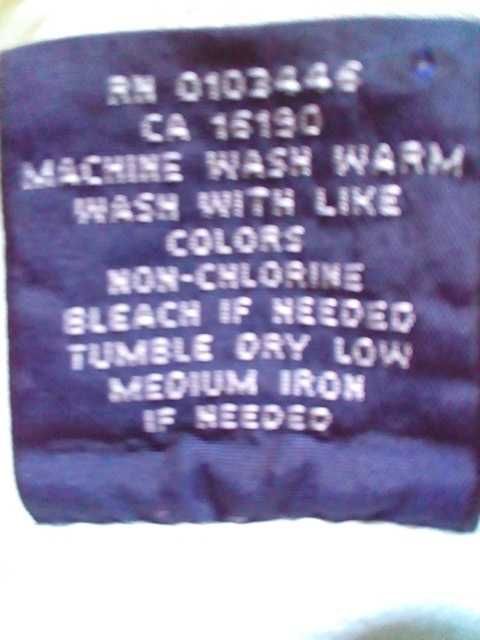 RN 0103446
CA 16190
MACHINE WASH WARM
WASH WITH LIKE
COLORS
NON-CHLORINE
BLEACH IF NEEDED
TUMBLE DRY LOW
MEDIUM IRON
IF NEEDED